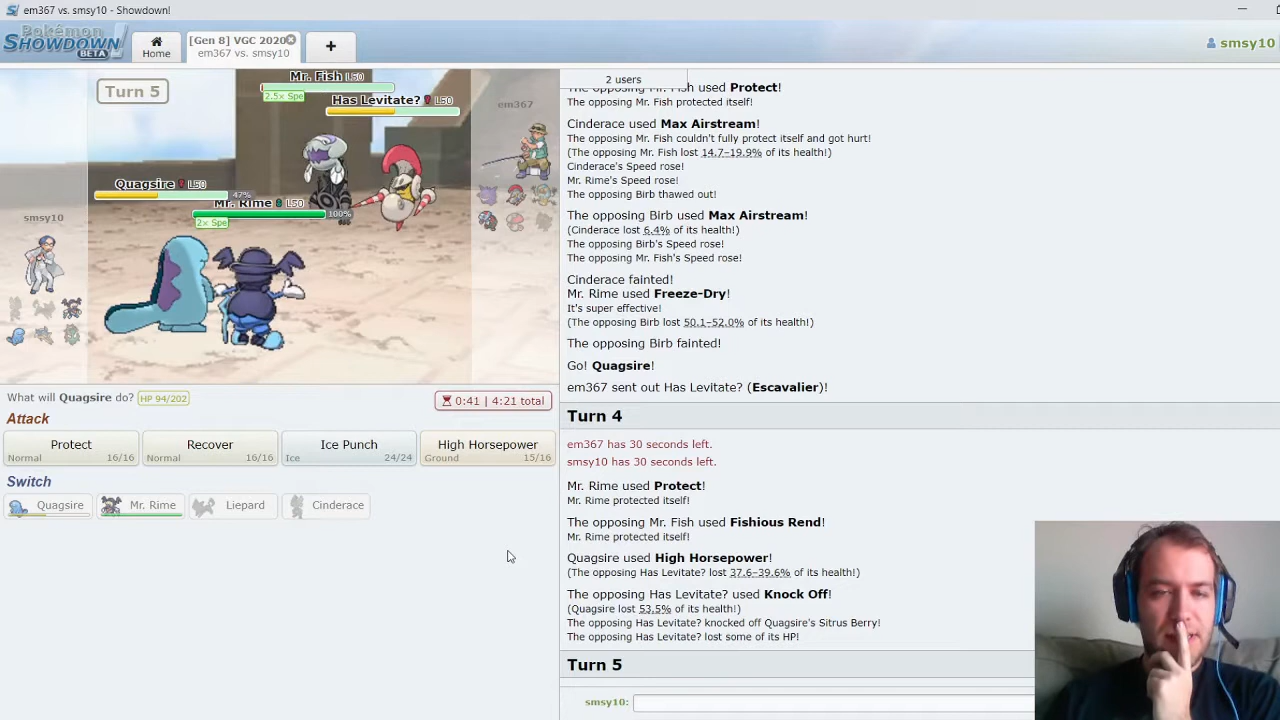 em367 vs. smsy10 - Showdown!
Pokémon
SHOWDOWN!
BETA
Home
[Gen 8] VGC 2020
em367 vs. smsy10
+
smsy10
Turn 5
Mr. Fish L50
2.5× Spe
Has Levitate? L50
em367
Quagsire L50
47%
Mr. Rime L50
100%
2× Spe
smsy10
What will Quagsire do? HP 94/202
0:41 | 4:21 total
Attack
Protect
Normal 16/16
Recover
Normal 16/16
Ice Punch
Ice 24/24
High Horsepower
Ground 15/16
Switch
Quagsire
Mr. Rime
Liepard
Cinderace
2 users
The opposing Mr. Fish used Protect!
The opposing Mr. Fish protected itself!
Cinderace used Max Airstream!
The opposing Mr. Fish couldn't fully protect itself and got hurt!
(The opposing Mr. Fish lost 14.7–19.9% of its health!)
Cinderace's Speed rose!
Mr. Rime's Speed rose!
The opposing Birb thawed out!
The opposing Birb used Max Airstream!
(Cinderace lost 6.4% of its health!)
The opposing Birb's Speed rose!
The opposing Mr. Fish's Speed rose!
Cinderace fainted!
Mr. Rime used Freeze-Dry!
It's super effective!
(The opposing Birb lost 50.1–52.0% of its health!)
The opposing Birb fainted!
Go! Quagsire!
em367 sent out Has Levitate? (Escavalier)!
Turn 4
em367 has 30 seconds left.
smsy10 has 30 seconds left.
Mr. Rime used Protect!
Mr. Rime protected itself!
The opposing Mr. Fish used Fishious Rend!
Mr. Rime protected itself!
Quagsire used High Horsepower!
(The opposing Has Levitate? lost 37.6–39.6% of its health!)
The opposing Has Levitate? used Knock Off!
(Quagsire lost 53.5% of its health!)
The opposing Has Levitate? knocked off Quagsire's Sitrus Berry!
The opposing Has Levitate? lost some of its HP!
Turn 5
smsy10: